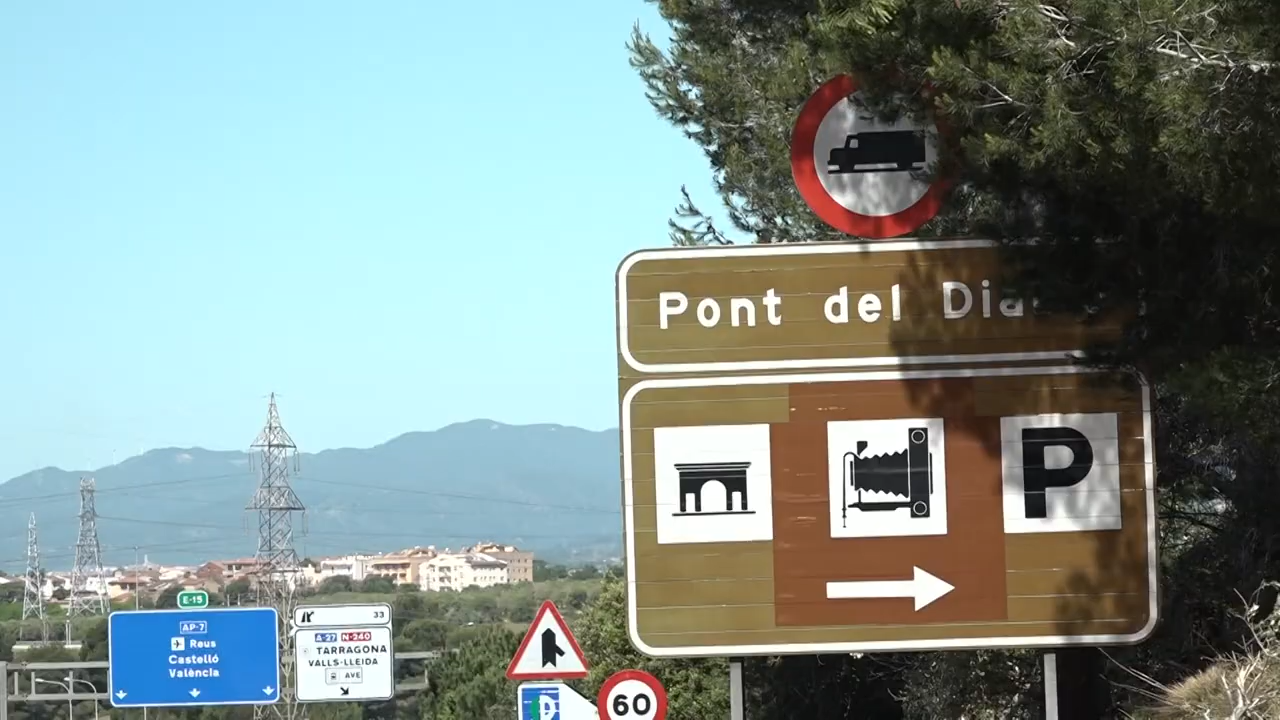 Pont del Dia
P
E-15
AP-7
Reus
Castelló
València
33
A-27 N-240
TARRAGONA
VALLS-LLEIDA
AVE
60